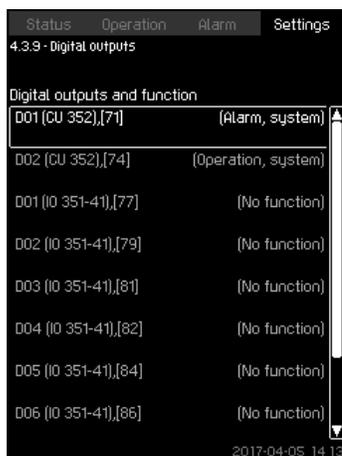 Status Operation Alarm Settings
4.3.9 - Digital outputs
Digital outputs and function
DO1 (CU 352),[71] (Alarm, system)
DO2 (CU 352),[74] (Operation, system)
DO1 (IO 351-41),[77] (No function)
DO2 (IO 351-41),[79] (No function)
DO3 (IO 351-41),[81] (No function)
DO4 (IO 351-41),[82] (No function)
DO5 (IO 351-41),[84] (No function)
DO6 (IO 351-41),[86] (No function)
2017-04-05 14:13